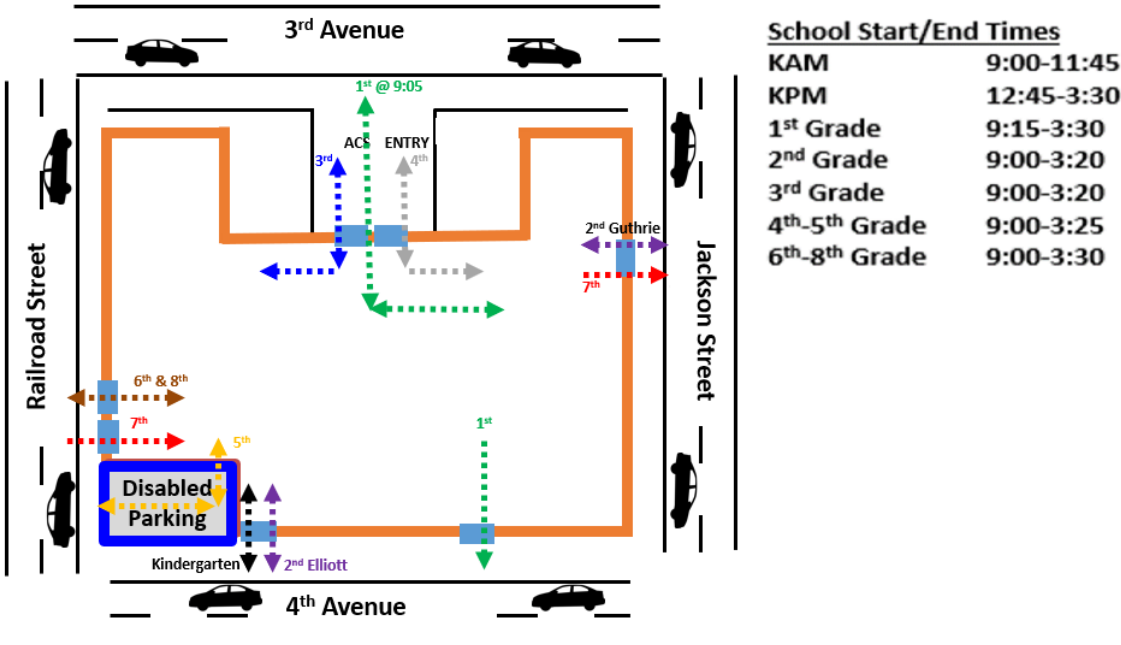 3rd Avenue
1st @ 9:05
ACS ENTRY
3rd
4th
2nd Guthrie
7th
Railroad Street
Jackson Street
6th & 8th
7th
5th
1st
Disabled
Parking
Kindergarten
2nd Elliott
4th Avenue
School Start/End Times
KAM 9:00-11:45
KPM 12:45-3:30
1st Grade 9:15-3:30
2nd Grade 9:00-3:20
3rd Grade 9:00-3:20
4th-5th Grade 9:00-3:25
6th-8th Grade 9:00-3:30